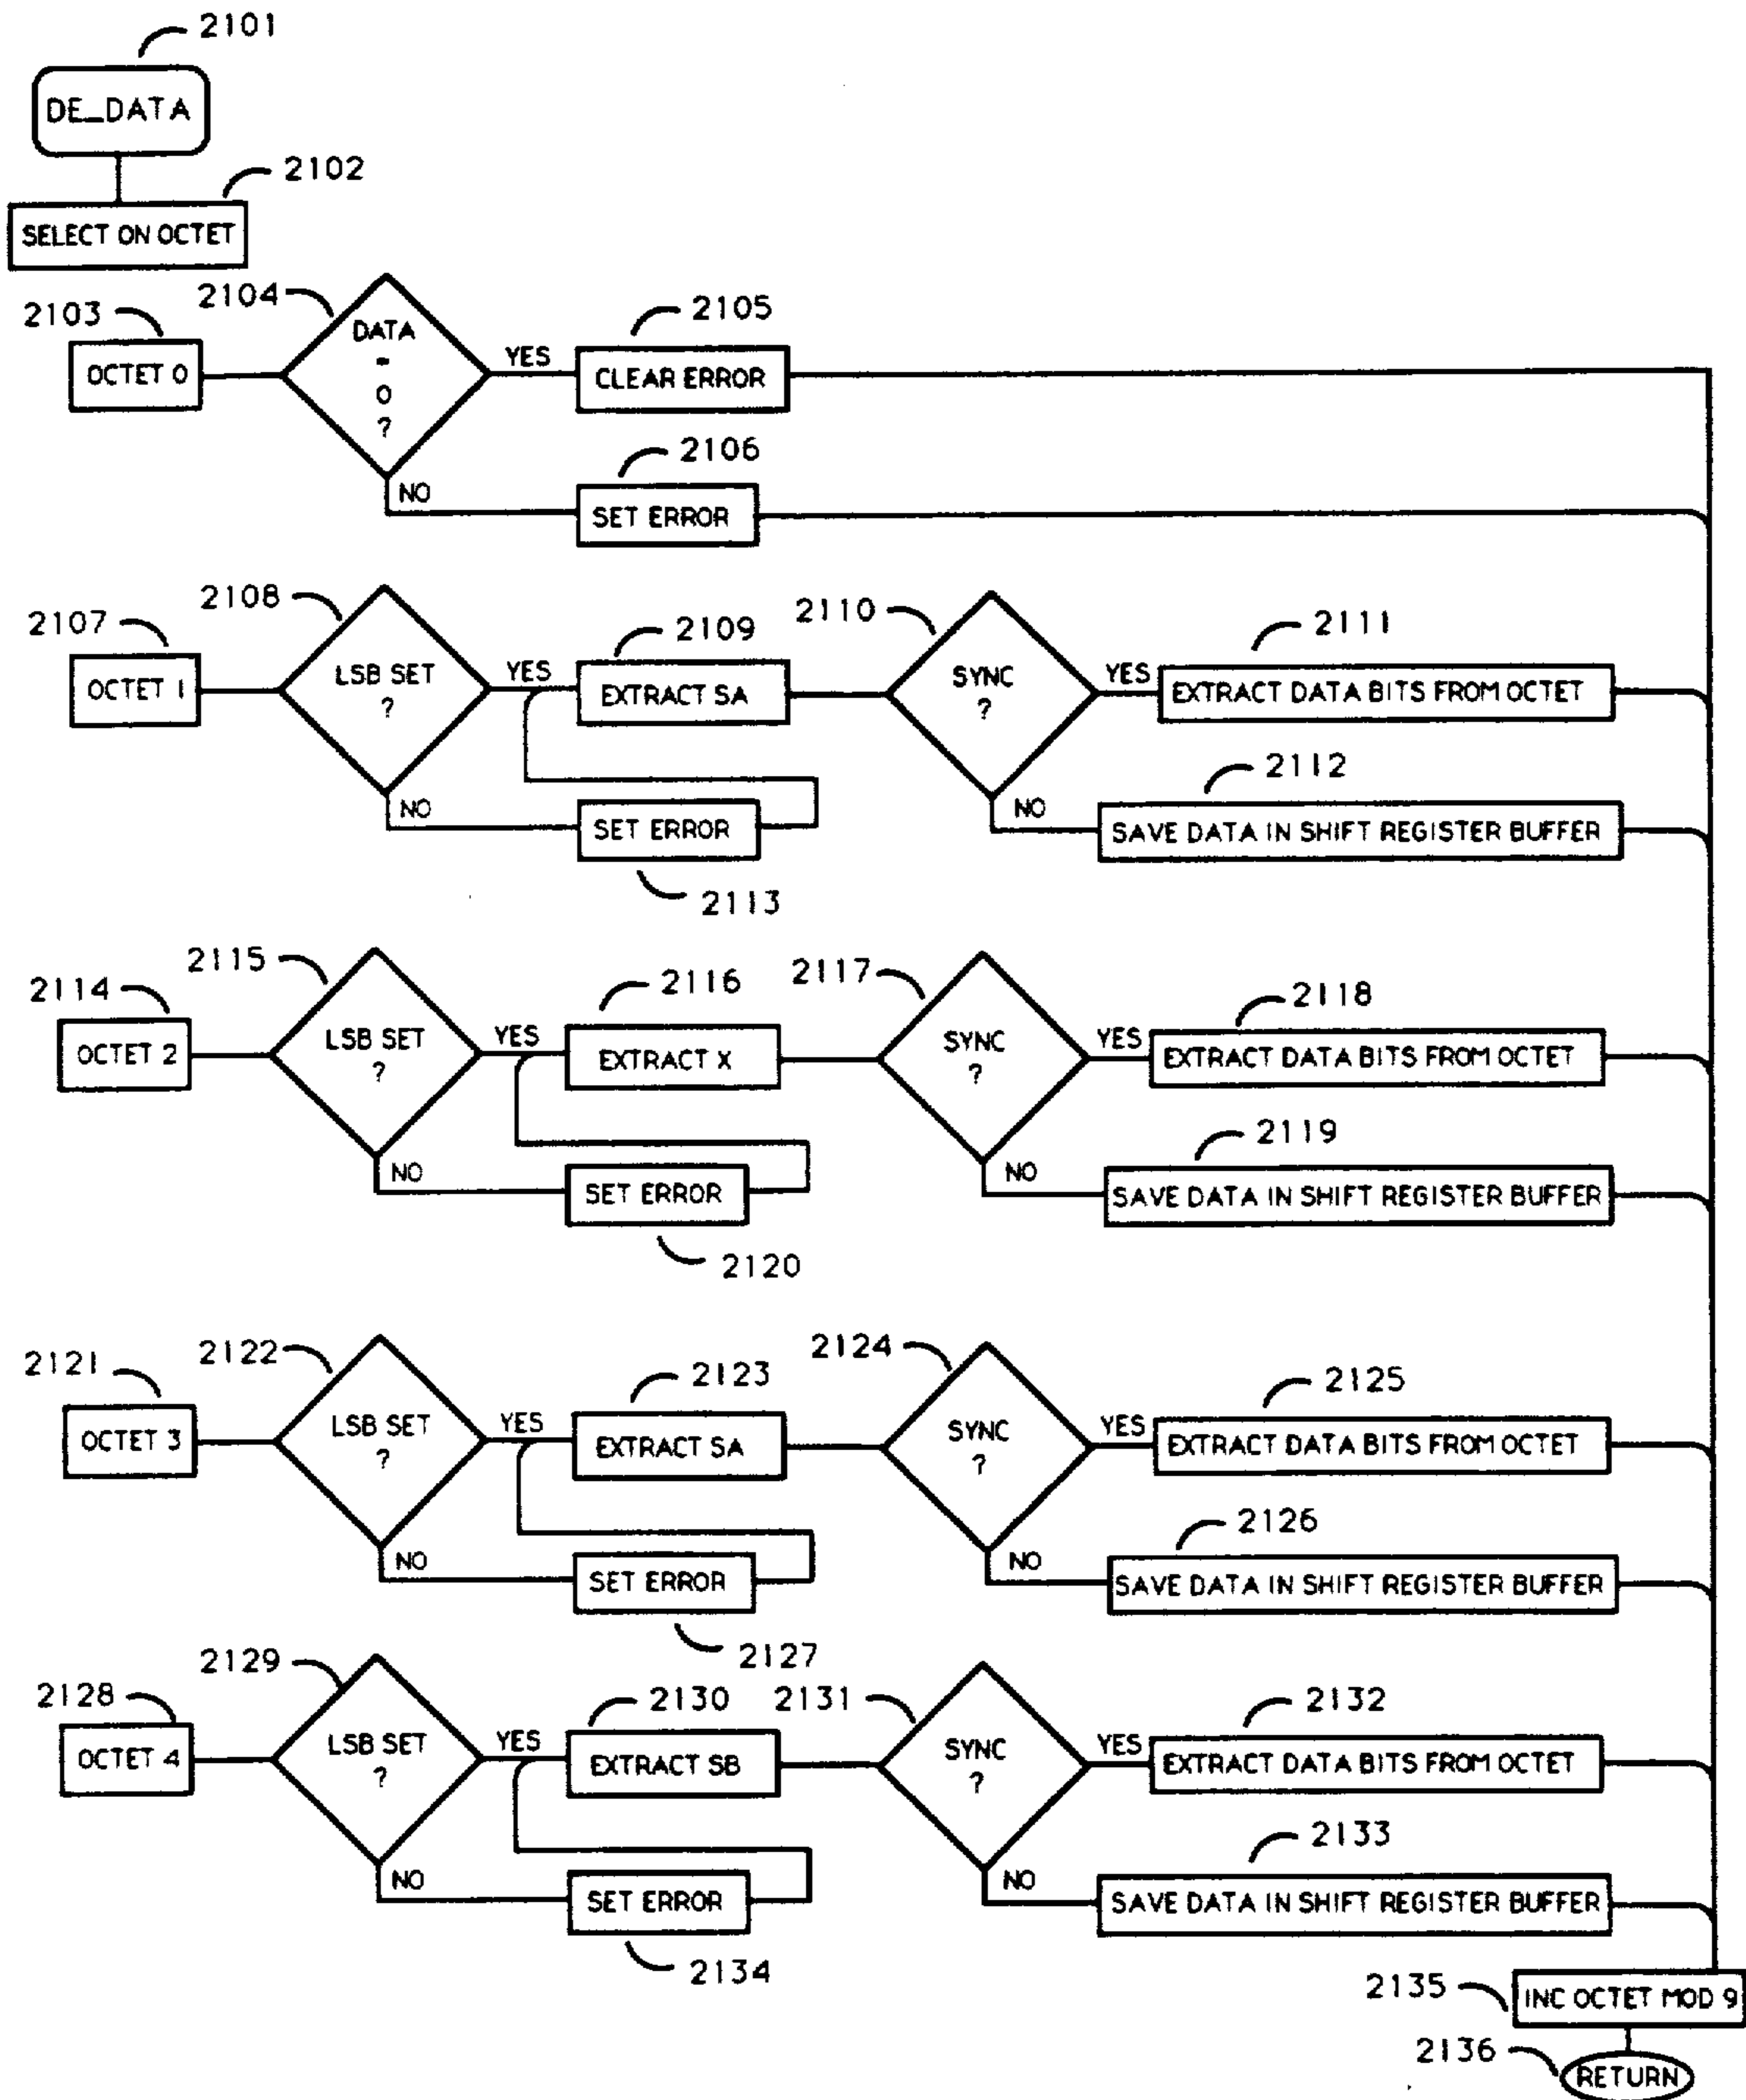 2101
DE_DATA
2102
SELECT ON OCTET
2103
OCTET 0
2104
DATA
=
0
?
YES
2105
CLEAR ERROR
NO
2106
SET ERROR
2107
OCTET 1
2108
LSB SET
?
YES
2109
EXTRACT SA
2110
SYNC
?
YES
2111
EXTRACT DATA BITS FROM OCTET
NO
2112
SAVE DATA IN SHIFT REGISTER BUFFER
NO
SET ERROR
2113
2114
OCTET 2
2115
LSB SET
?
YES
2116
EXTRACT X
2117
SYNC
?
YES
2118
EXTRACT DATA BITS FROM OCTET
NO
2119
SAVE DATA IN SHIFT REGISTER BUFFER
NO
SET ERROR
2120
2121
OCTET 3
2122
LSB SET
?
YES
2123
EXTRACT SA
2124
SYNC
?
YES
2125
EXTRACT DATA BITS FROM OCTET
NO
2126
SAVE DATA IN SHIFT REGISTER BUFFER
NO
SET ERROR
2127
2128
OCTET 4
2129
LSB SET
?
YES
2130
EXTRACT SB
2131
SYNC
?
YES
2132
EXTRACT DATA BITS FROM OCTET
NO
2133
SAVE DATA IN SHIFT REGISTER BUFFER
NO
SET ERROR
2134
2135
INC OCTET MOD 9
2136
RETURN